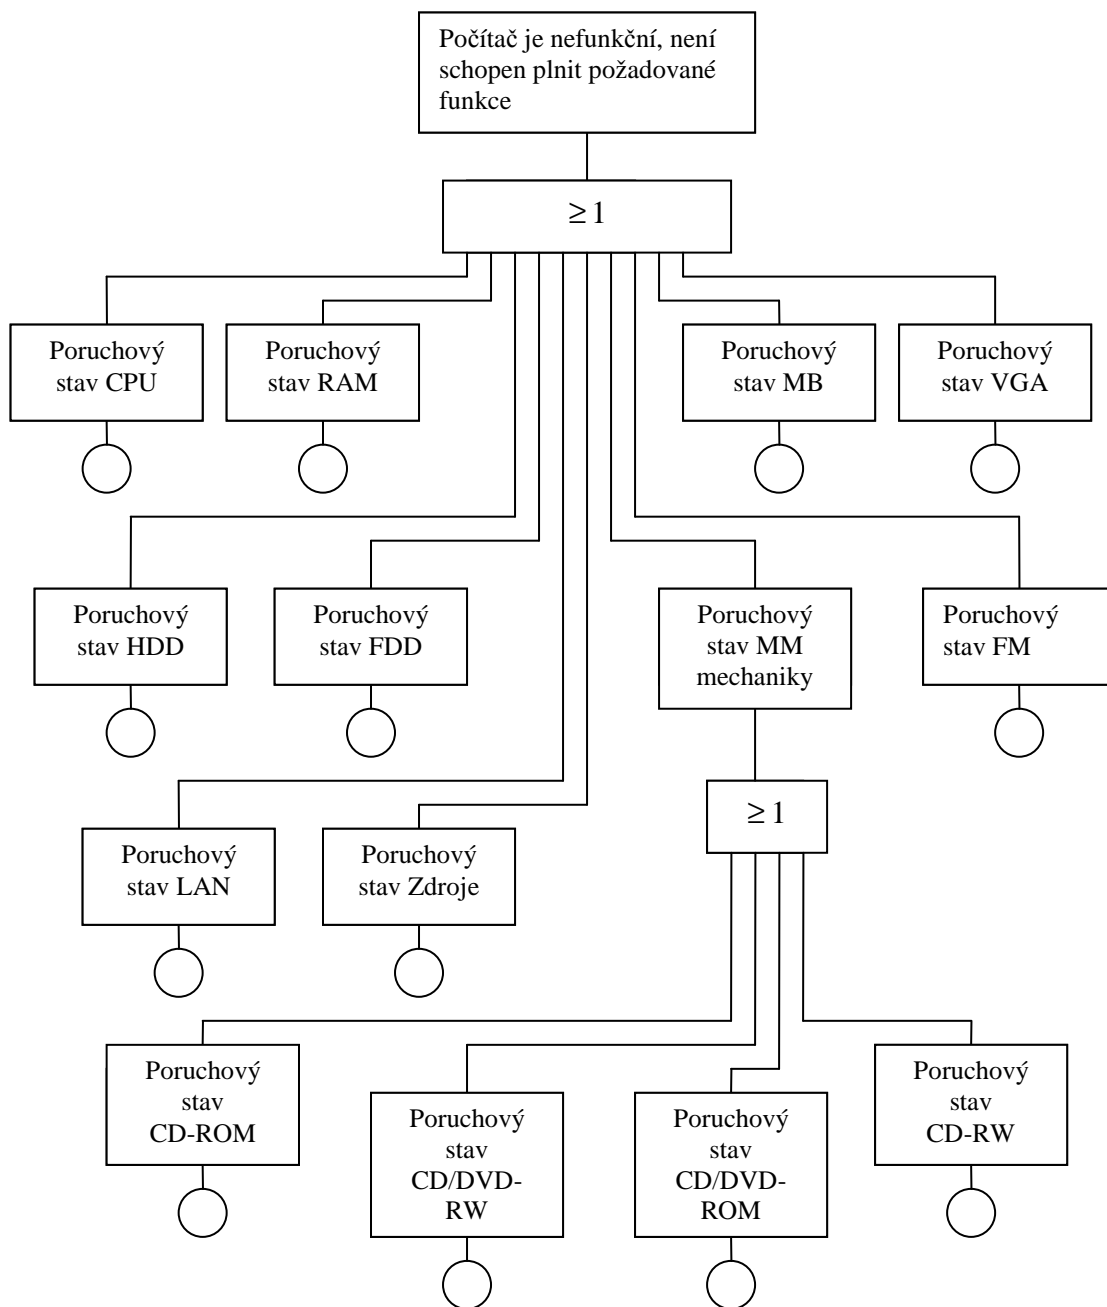 Počítač je nefunkční, není
schopen plnit požadované
funkce
≥ 1
Poruchový
stav CPU
Poruchový
stav RAM
Poruchový
stav MB
Poruchový
stav VGA
Poruchový
stav HDD
Poruchový
stav FDD
Poruchový
stav MM
mechaniky
Poruchový
stav FM
≥ 1
Poruchový
stav LAN
Poruchový
stav Zdroje
Poruchový
stav
CD-ROM
Poruchový
stav
CD/DVD-
RW
Poruchový
stav
CD/DVD-
ROM
Poruchový
stav
CD-RW